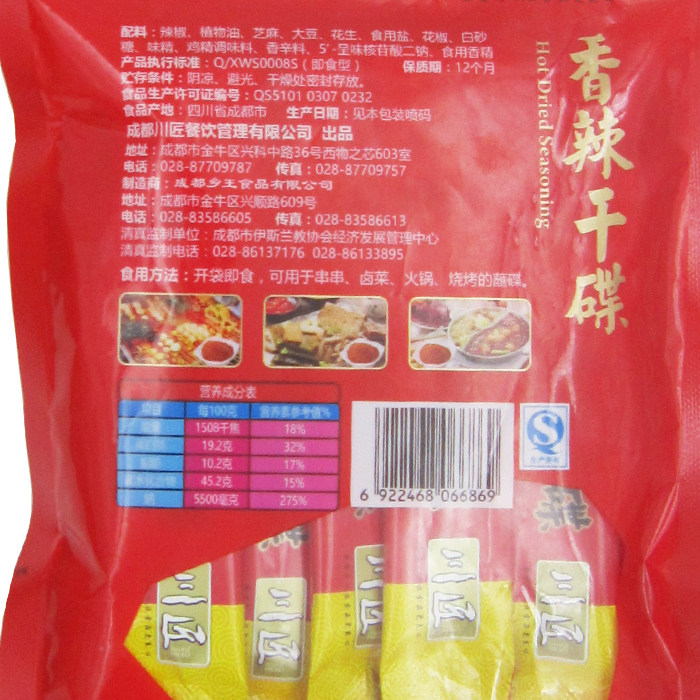 配料：辣椒、植物油、芝麻、大豆、花生、食用盐、花椒、白砂
糖、味精、鸡精调味料、香辛料、5'-呈味核苷酸二钠、食用香精
产品执行标准：Q/XWS0008S（即食型） 保质期：12个月
贮存条件：阴凉、避光、干燥处密封存放。
食品生产许可证编号：QS5101 0307 0232
食品产地：四川省成都市 生产日期：见本包装喷码
成都川匠餐饮管理有限公司 出品
地址：成都市金牛区兴科中路36号西物之芯603室
电话：028-87709787 传真：028-87709757
制造商：成都乡王食品有限公司
地址：成都市金牛区兴顺路609号
电话：028-83586605 传真：028-83586613
清真监制单位：成都市伊斯兰教协会经济发展管理中心
清真监制电话：028-86137176 028-86133895
食用方法：开袋即食，可用于串串、卤菜、火锅、烧烤的蘸碟。
香辣干碟
Hot Dried Seasoning
营养成分表
项目 每100克 营养素参考值%
1508千焦 18%
19.2克 32%
10.2克 17%
45.2克 15%
钠 5500毫克 275%
6 922468 066869
川匠
川匠
川匠
川匠
川匠
碟